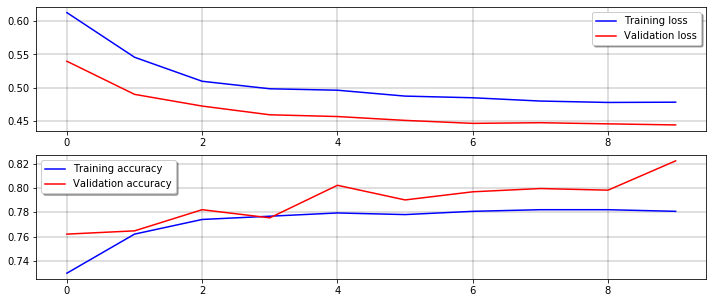 0.60
0.55
0.50
0.45
Training loss
Validation loss
0 2 4 6 8
0.82
0.80
0.78
0.76
0.74
Training accuracy
Validation accuracy
0 2 4 6 8